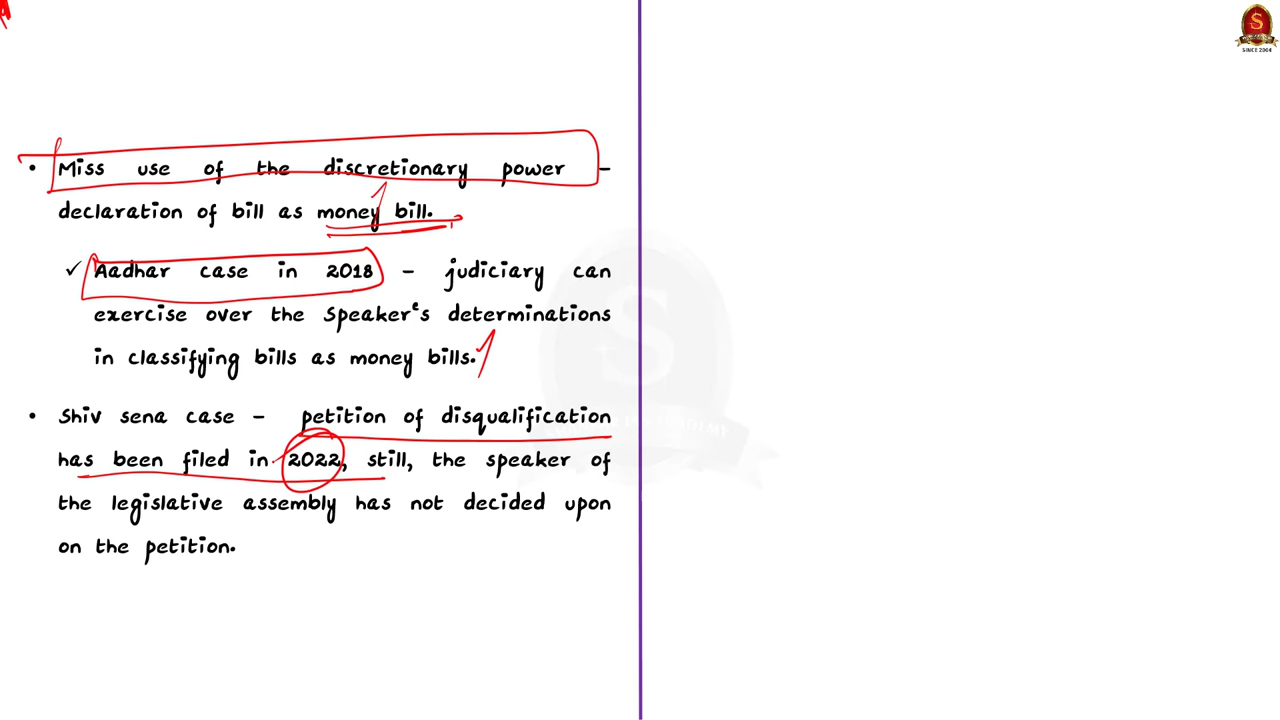 S
SINCE 2004
• Miss use of the discretionary power –
declaration of bill as money bill.
✓ Aadhar case in 2018 – judiciary can
exercise over the Speaker's determinations
in classifying bills as money bills.
• Shiv sena case – petition of disqualification
has been filed in 2022, still, the speaker of
the legislative assembly has not decided upon
on the petition.